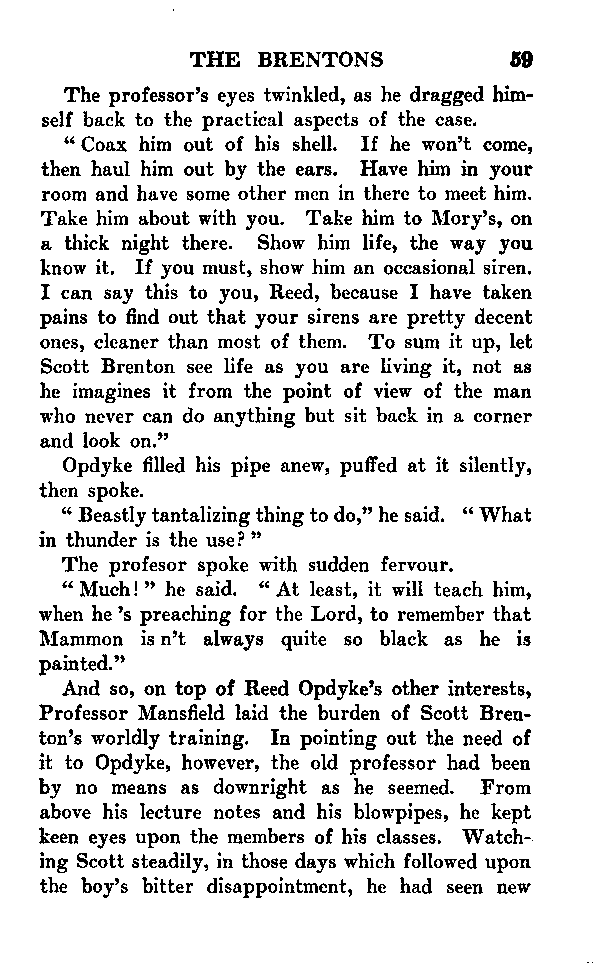 THE BRENTONS 59
The professor's eyes twinkled, as he dragged him-
self back to the practical aspects of the case.
"Coax him out of his shell. If he won't come,
then haul him out by the ears. Have him in your
room and have some other men in there to meet him.
Take him about with you. Take him to Mory's, on
a thick night there. Show him life, the way you
know it. If you must, show him an occasional siren.
I can say this to you, Reed, because I have taken
pains to find out that your sirens are pretty decent
ones, cleaner than most of them. To sum it up, let
Scott Brenton see life as you are living it, not as
he imagines it from the point of view of the man
who never can do anything but sit back in a corner
and look on."
Opdyke filled his pipe anew, puffed at it silently,
then spoke.
"Beastly tantalizing thing to do," he said. "What
in thunder is the use?"
The profesor spoke with sudden fervour.
"Much!" he said. "At least, it will teach him,
when he 's preaching for the Lord, to remember that
Mammon is n't always quite so black as he is
painted."
And so, on top of Reed Opdyke's other interests,
Professor Mansfield laid the burden of Scott Bren-
ton's worldly training. In pointing out the need of
it to Opdyke, however, the old professor had been
by no means as downright as he seemed. From
above his lecture notes and his blowpipes, he kept
keen eyes upon the members of his classes. Watch-
ing Scott steadily, in those days which followed upon
the boy's bitter disappointment, he had seen new